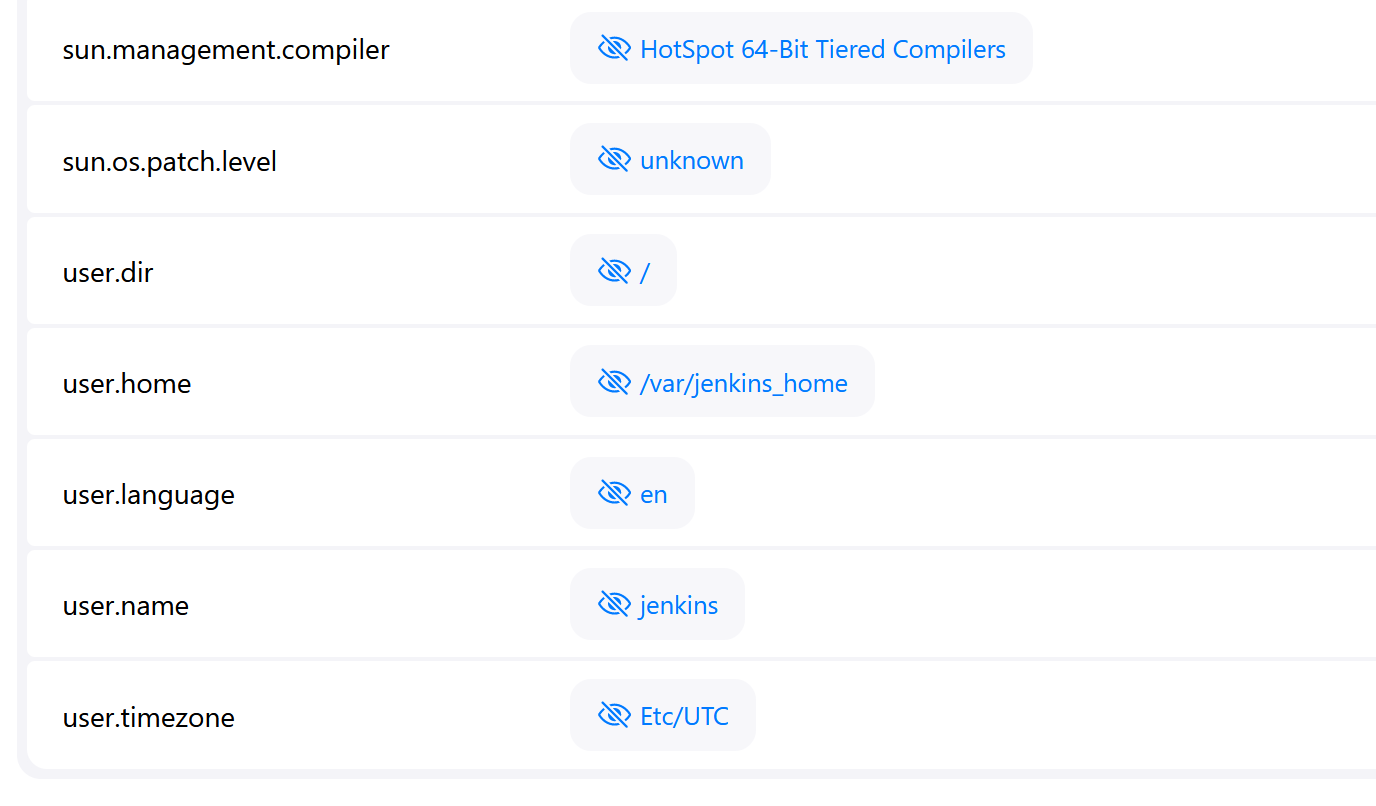 sun.management.compiler HotSpot 64-Bit Tiered Compilers
sun.os.patch.level unknown
user.dir /
user.home /var/jenkins_home
user.language en
user.name jenkins
user.timezone Etc/UTC